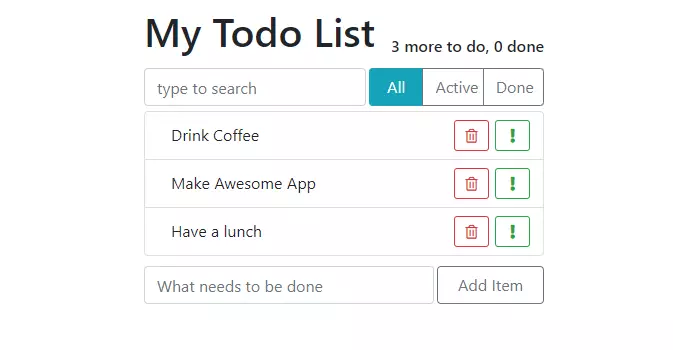 My Todo List
3 more to do, 0 done
type to search
All
Active
Done
Drink Coffee
Make Awesome App
Have a lunch
What needs to be done
Add Item